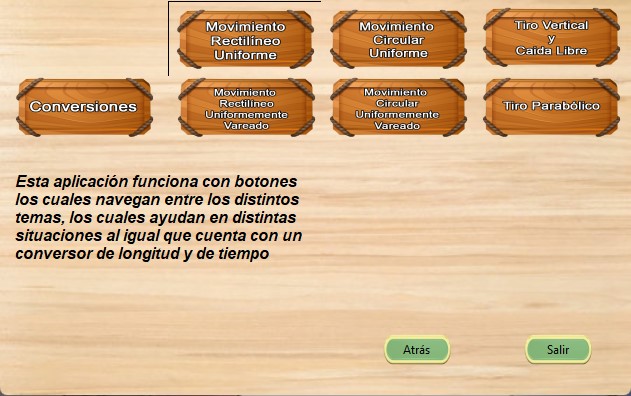 Movimiento
Rectilíneo
Uniforme
Movimiento
Circular
Uniforme
Tiro Vertical
y
Caida Libre
Conversiones
Movimiento
Rectilíneo
Uniformemente
Vareado
Movimiento
Circular
Uniformemente
Vareado
Tiro Parabólico
Esta aplicación funciona con botones
los cuales navegan entre los distintos
temas, los cuales ayudan en distintas
situaciones al igual que cuenta con un
conversor de longitud y de tiempo
Atrás
Salir